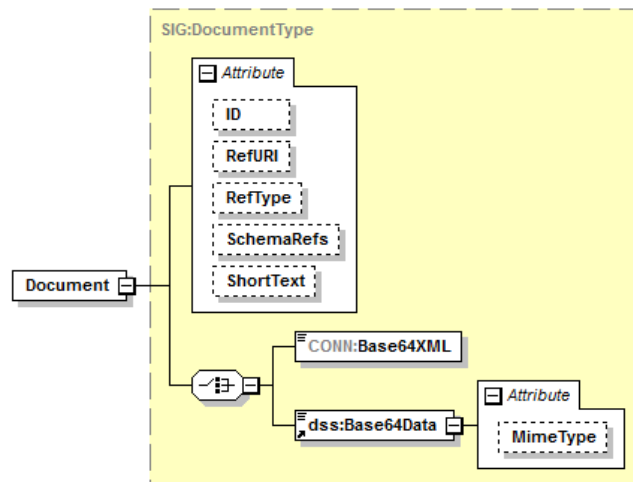 SIG:DocumentType
Attribute
ID
RefURI
RefType
SchemaRefs
ShortText
Document
CONN:Base64XML
dss:Base64Data
Attribute
MimeType